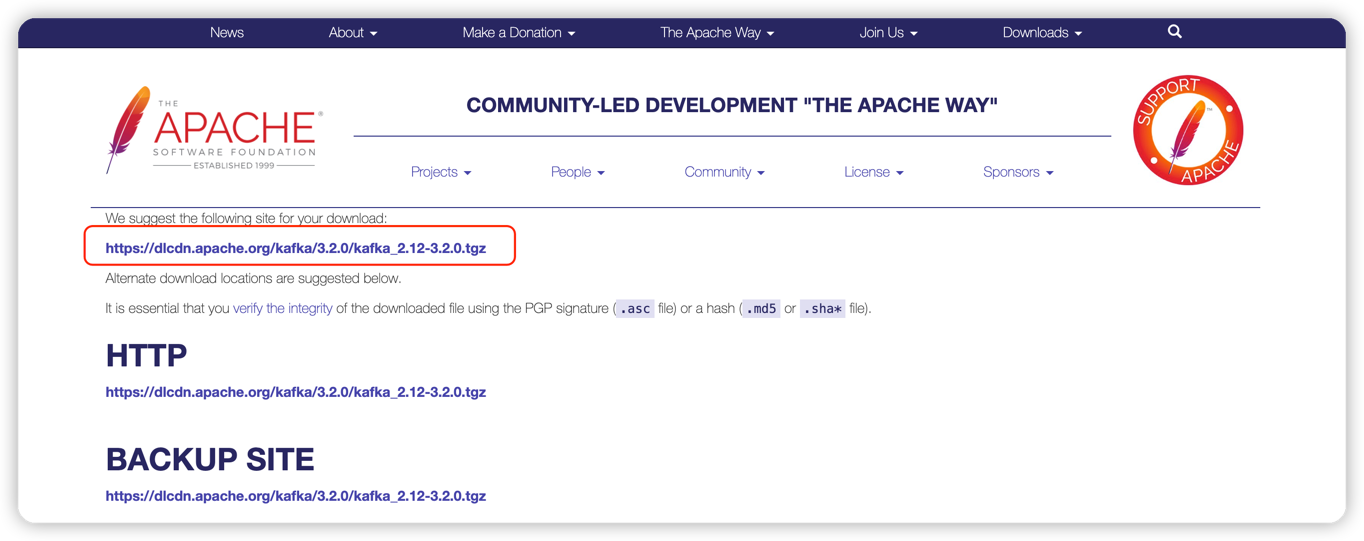 News About Make a Donation The Apache Way Join Us Downloads
THE
APACHE®
SOFTWARE FOUNDATION
ESTABLISHED 1999
COMMUNITY-LED DEVELOPMENT "THE APACHE WAY"
SUPPORT
APACHE
Projects People Community License Sponsors
We suggest the following site for your download:
https://dlcdn.apache.org/kafka/3.2.0/kafka_2.12-3.2.0.tgz
Alternate download locations are suggested below.
It is essential that you verify the integrity of the downloaded file using the PGP signature (.asc file) or a hash (.md5 or .sha* file).
HTTP
https://dlcdn.apache.org/kafka/3.2.0/kafka_2.12-3.2.0.tgz
BACKUP SITE
https://dlcdn.apache.org/kafka/3.2.0/kafka_2.12-3.2.0.tgz